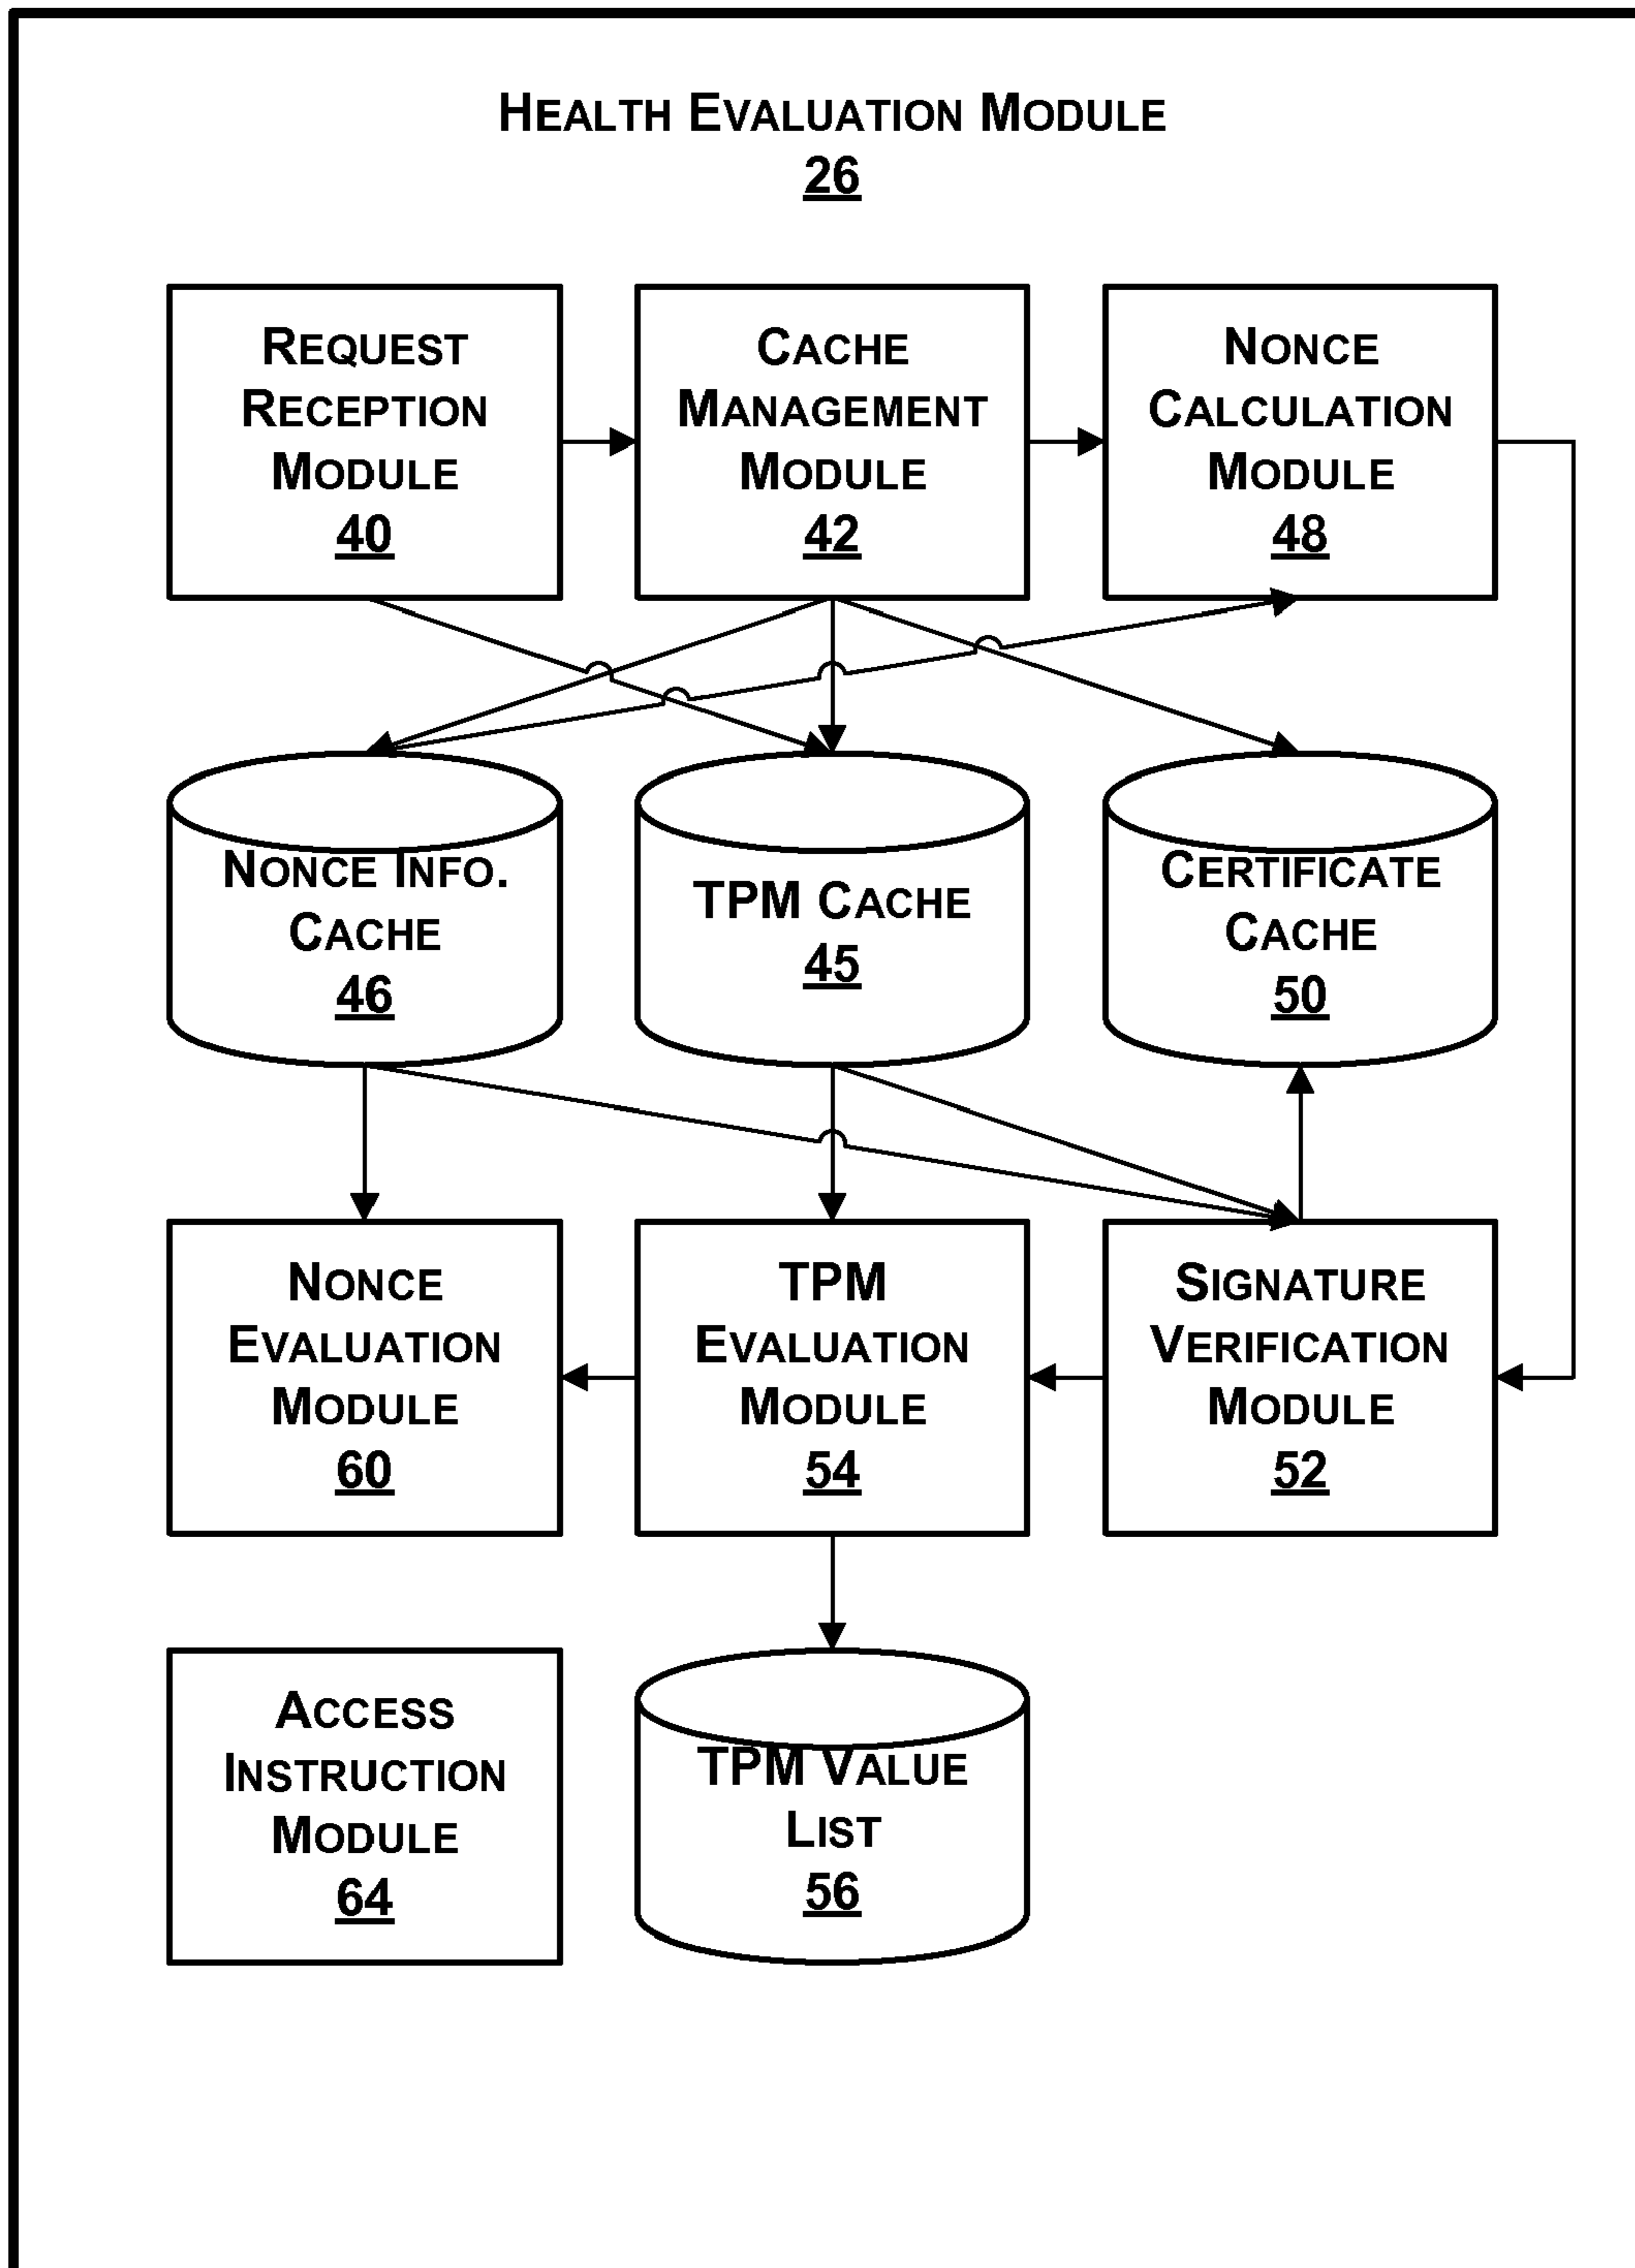 HEALTH EVALUATION MODULE
26
REQUEST
RECEPTION
MODULE
40
CACHE
MANAGEMENT
MODULE
42
NONCE
CALCULATION
MODULE
48
NONCE INFO.
CACHE
46
TPM CACHE
45
CERTIFICATE
CACHE
50
NONCE
EVALUATION
MODULE
60
TPM
EVALUATION
MODULE
54
SIGNATURE
VERIFICATION
MODULE
52
ACCESS
INSTRUCTION
MODULE
64
TPM VALUE
LIST
56